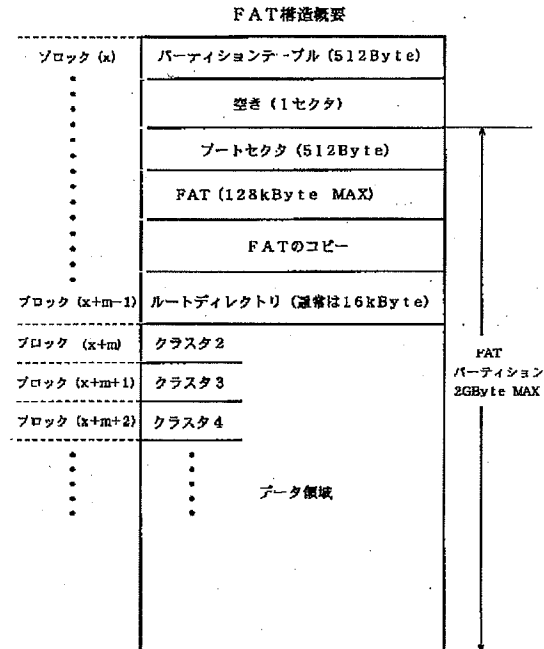 FAT構造概要
ブロック (x)
パーティションテーブル (512Byte)
空き (1セクタ)
ブートセクタ (512Byte)
FAT (128kByte MAX)
FATのコピー
ブロック (x+m-1)
ルートディレクトリ (通常は16kByte)
ブロック (x+m)
クラスタ2
ブロック (x+m+1)
クラスタ3
ブロック (x+m+2)
クラスタ4
データ領域
FAT
パーティション
2GByte MAX